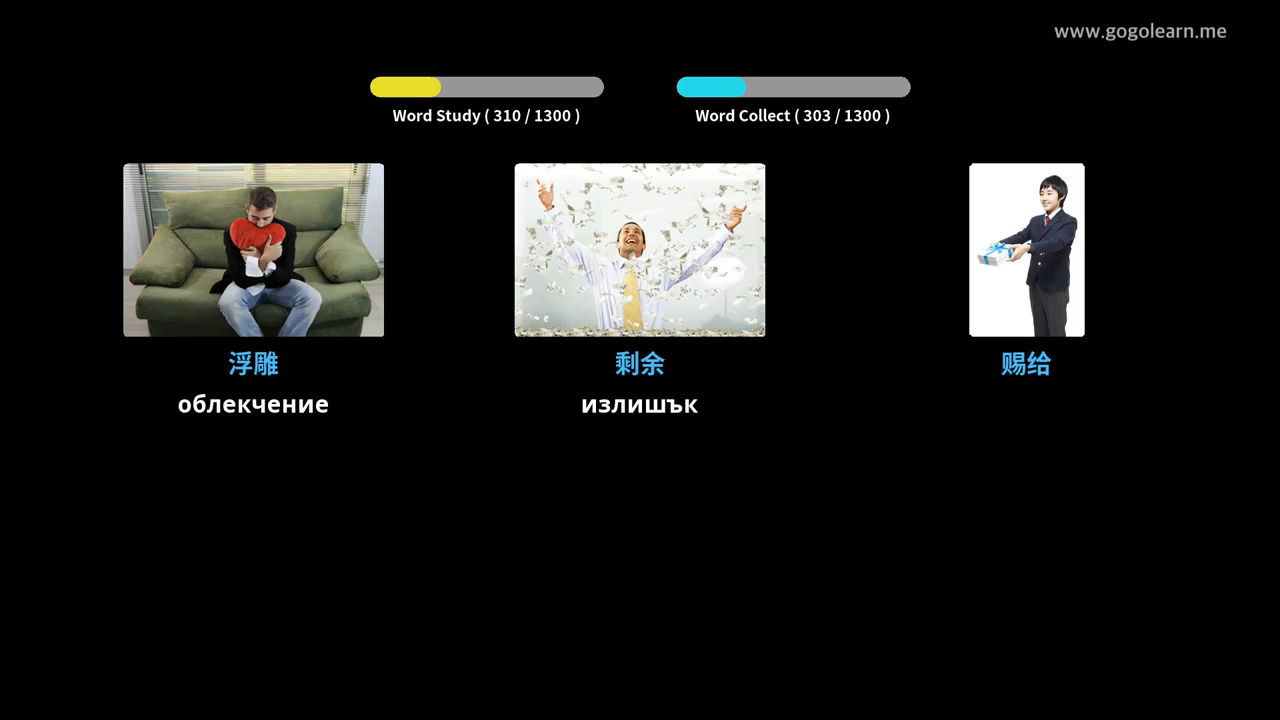 www.gogolearn.me
Word Study ( 310 / 1300 )
Word Collect ( 303 / 1300 )
浮雕
剩余
赐给
облекчение
излишък